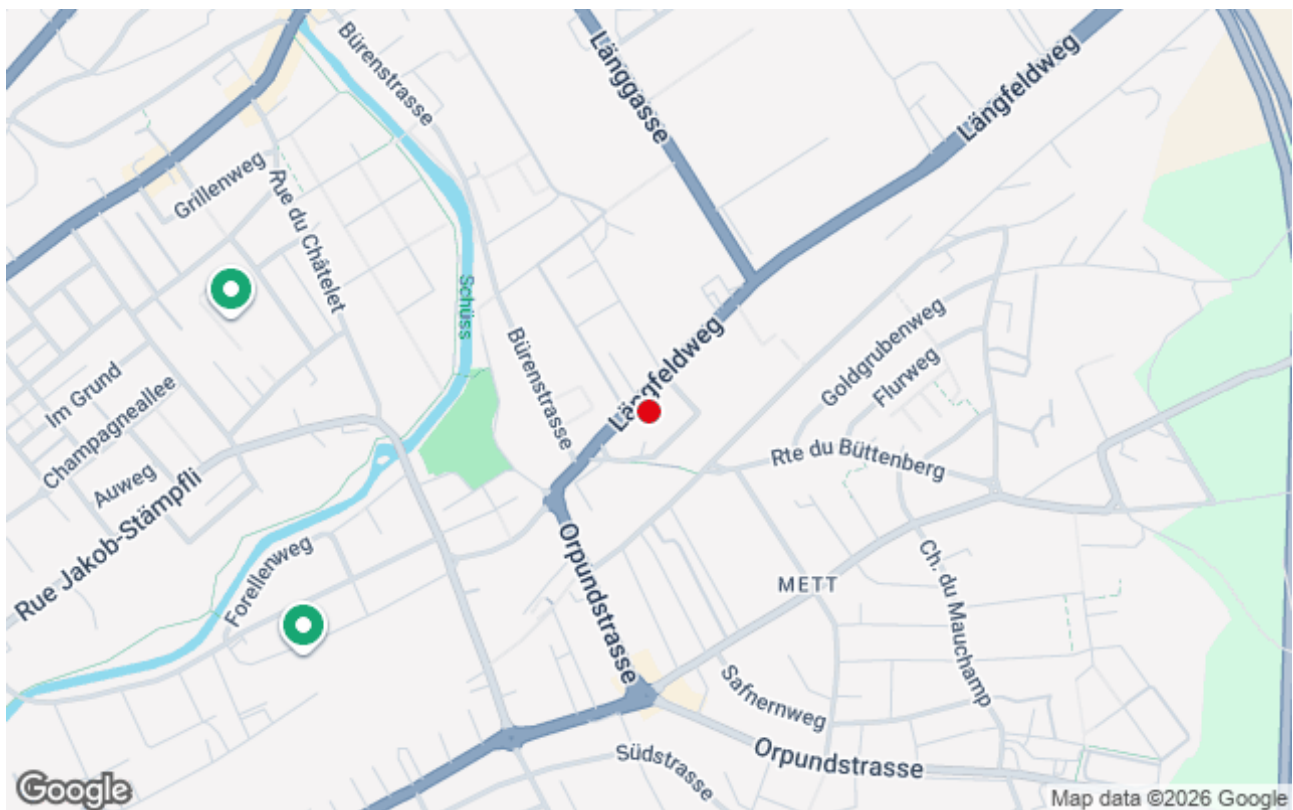 Bürenstrasse
Länggasse
Längfeldweg
Grillenweg
Rue du Châtelet
Schüss
Bürenstrasse
Längfeldweg
Goldgrubenweg
Flurweg
Im Grund
Champagneallee
Auweg
Rue Jakob-Stämpfli
Rte du Büttenberg
Forellenweg
Orpundstrasse
METT
Ch. du Mauchamp
Safnernweg
Südstrasse
Orpundstrasse
Google
Map data ©2026 Google